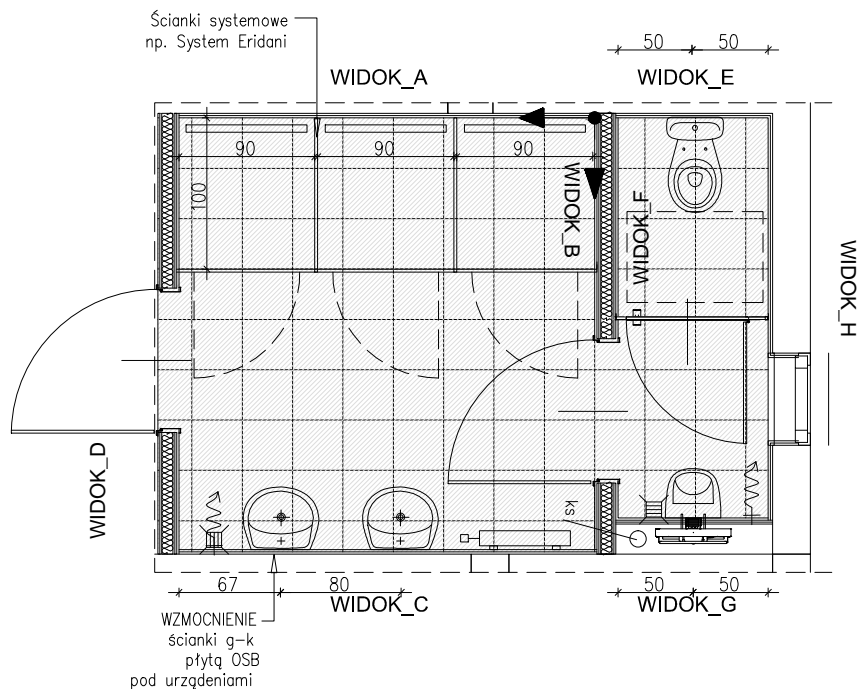 Ścianki systemowe
np. System Eridani
50 50
WIDOK_A
WIDOK_E
90 90 90
100
WIDOK_B
WIDOK_F
WIDOK_H
WIDOK_D
ks
67 80
WIDOK_C
50 50
WIDOK_G
WZMOCNIENIE
ścianki g-k
płytą OSB
pod urządeniami